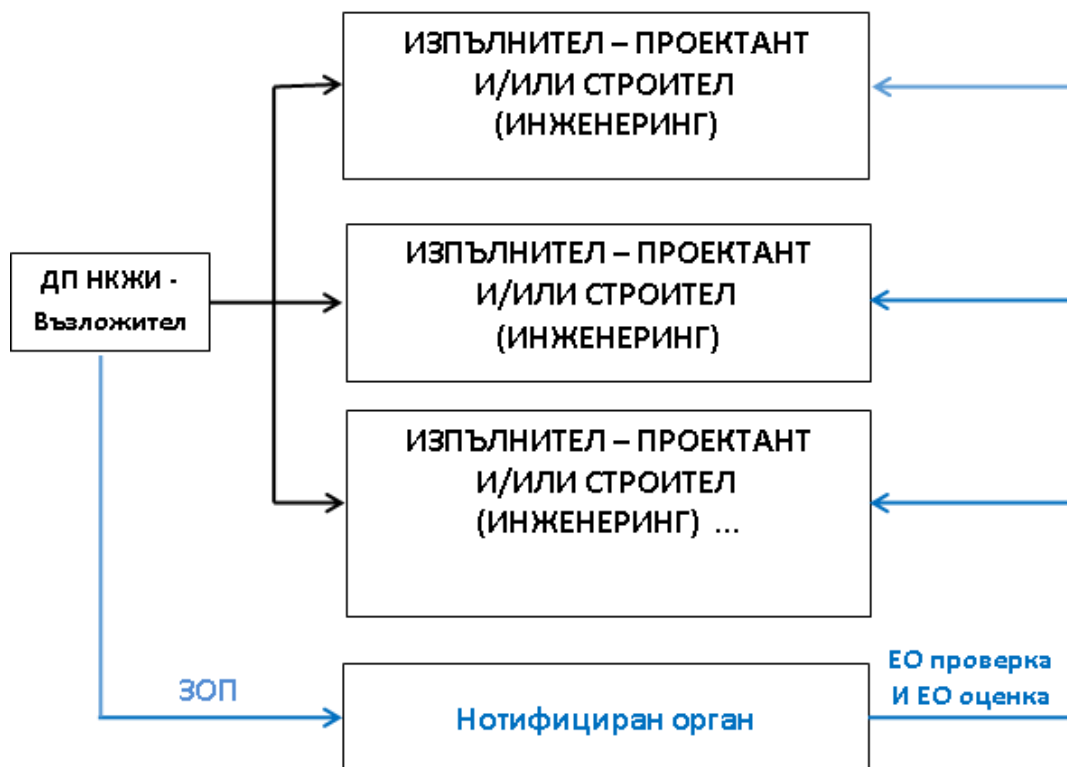 ИЗПЪЛНИТЕЛ – ПРОЕКТАНТ
И/ИЛИ СТРОИТЕЛ
(ИНЖЕНЕРИНГ)
ДП НКЖИ -
Възложител
ИЗПЪЛНИТЕЛ – ПРОЕКТАНТ
И/ИЛИ СТРОИТЕЛ
(ИНЖЕНЕРИНГ)
ИЗПЪЛНИТЕЛ – ПРОЕКТАНТ
И/ИЛИ СТРОИТЕЛ
(ИНЖЕНЕРИНГ) ...
ЗОП
Нотифициран орган
ЕО проверка
И ЕО оценка